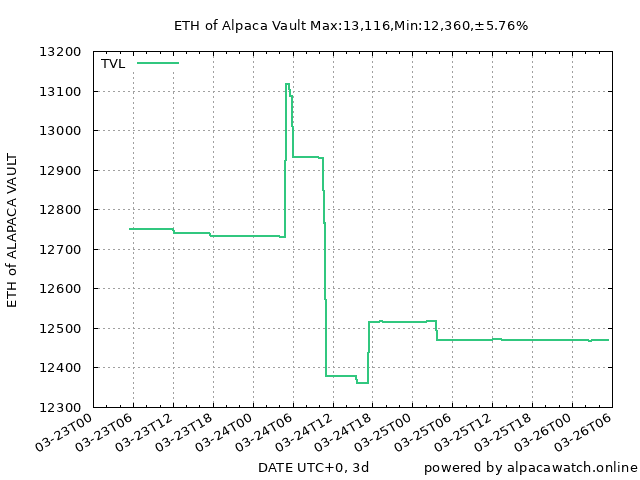 ETH of Alpaca Vault Max:13,116,Min:12,360,±5.76%
TVL
ETH of ALAPACA VAULT
13200
13100
13000
12900
12800
12700
12600
12500
12400
12300
03-23T00
03-23T06
03-23T12
03-23T18
03-24T00
03-24T06
03-24T12
03-24T18
03-25T00
03-25T06
03-25T12
03-25T18
03-26T00
03-26T06
DATE UTC+0, 3d
powered by alpacawatch.online